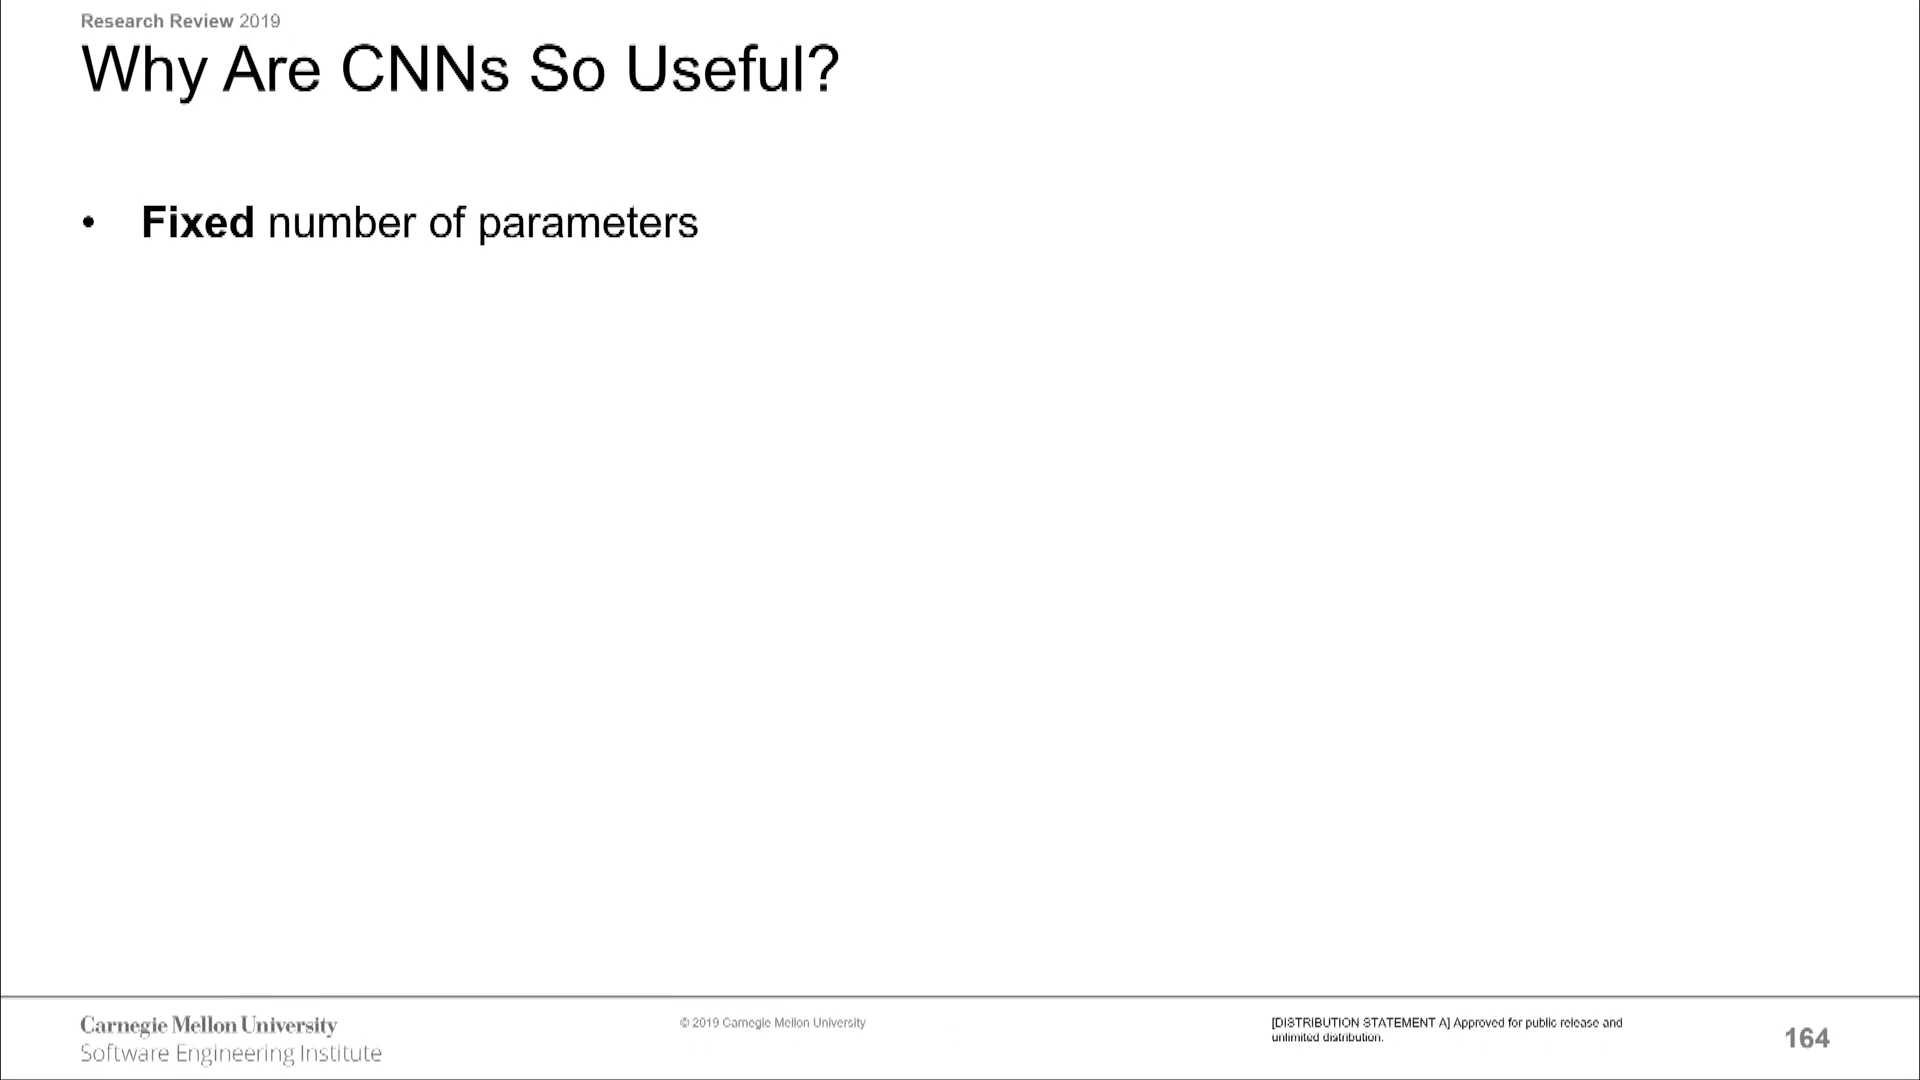 Research Review 2019
Why Are CNNs So Useful?
• Fixed number of parameters
Carnegie Mellon University
Software Engineering Institute
© 2019 Carnegie Mellon University
[DISTRIBUTION STATEMENT A] Approved for public release and
unlimited distribution.
164